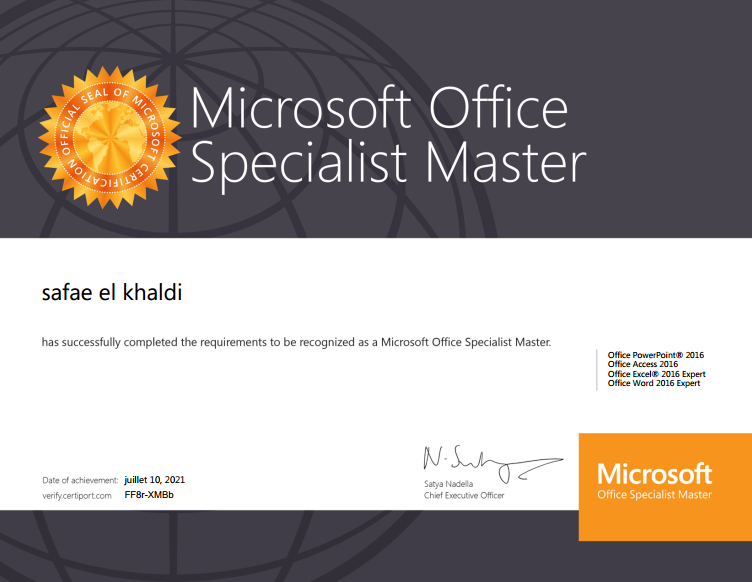 OFFICIAL SEAL OF MICROSOFT CERTIFICATION
Microsoft Office
Specialist Master
safae el khaldi
has successfully completed the requirements to be recognized as a Microsoft Office Specialist Master.
Office PowerPoint® 2016
Office Access 2016
Office Excel® 2016 Expert
Office Word 2016 Expert
Date of achievement: juillet 10, 2021
verify.certiport.com FF8r-XMBb
Satya Nadella
Chief Executive Officer
Microsoft
Office Specialist Master